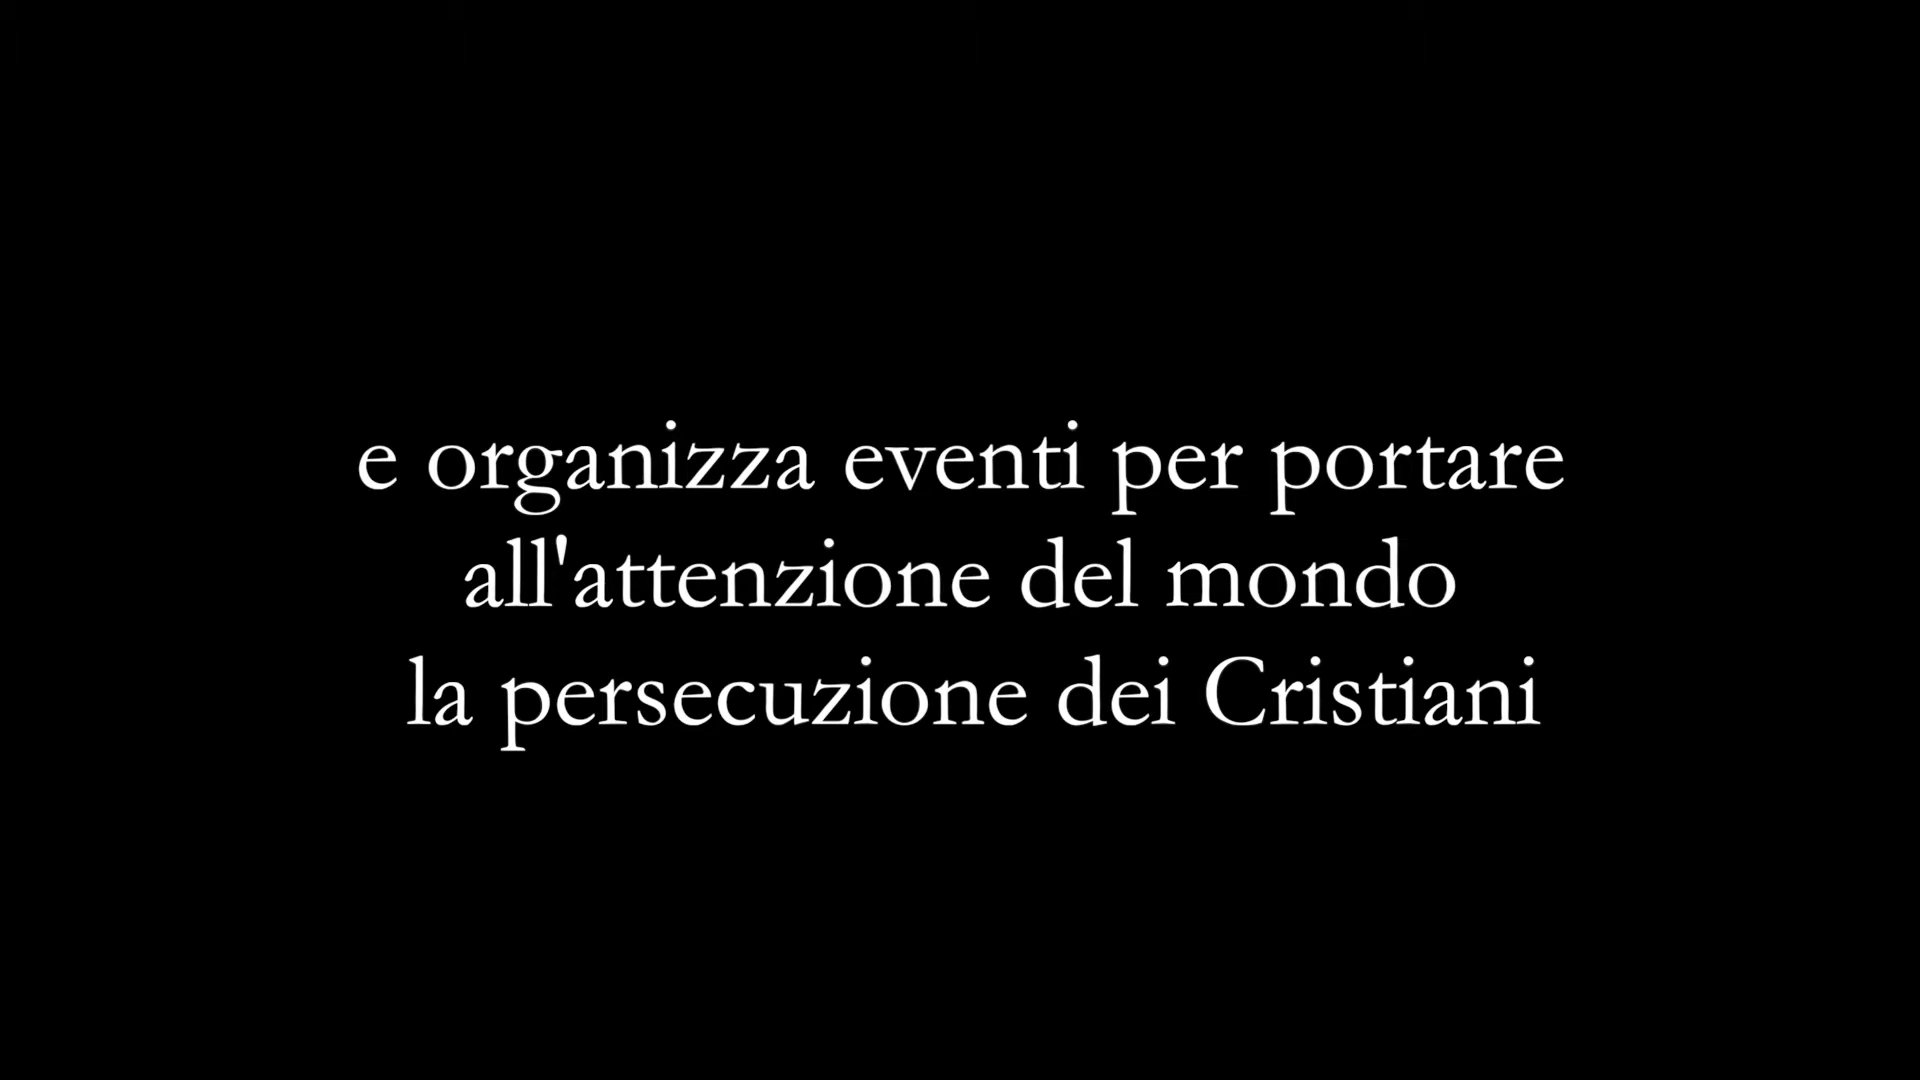 e organizza eventi per portare
all'attenzione del mondo
la persecuzione dei Cristiani